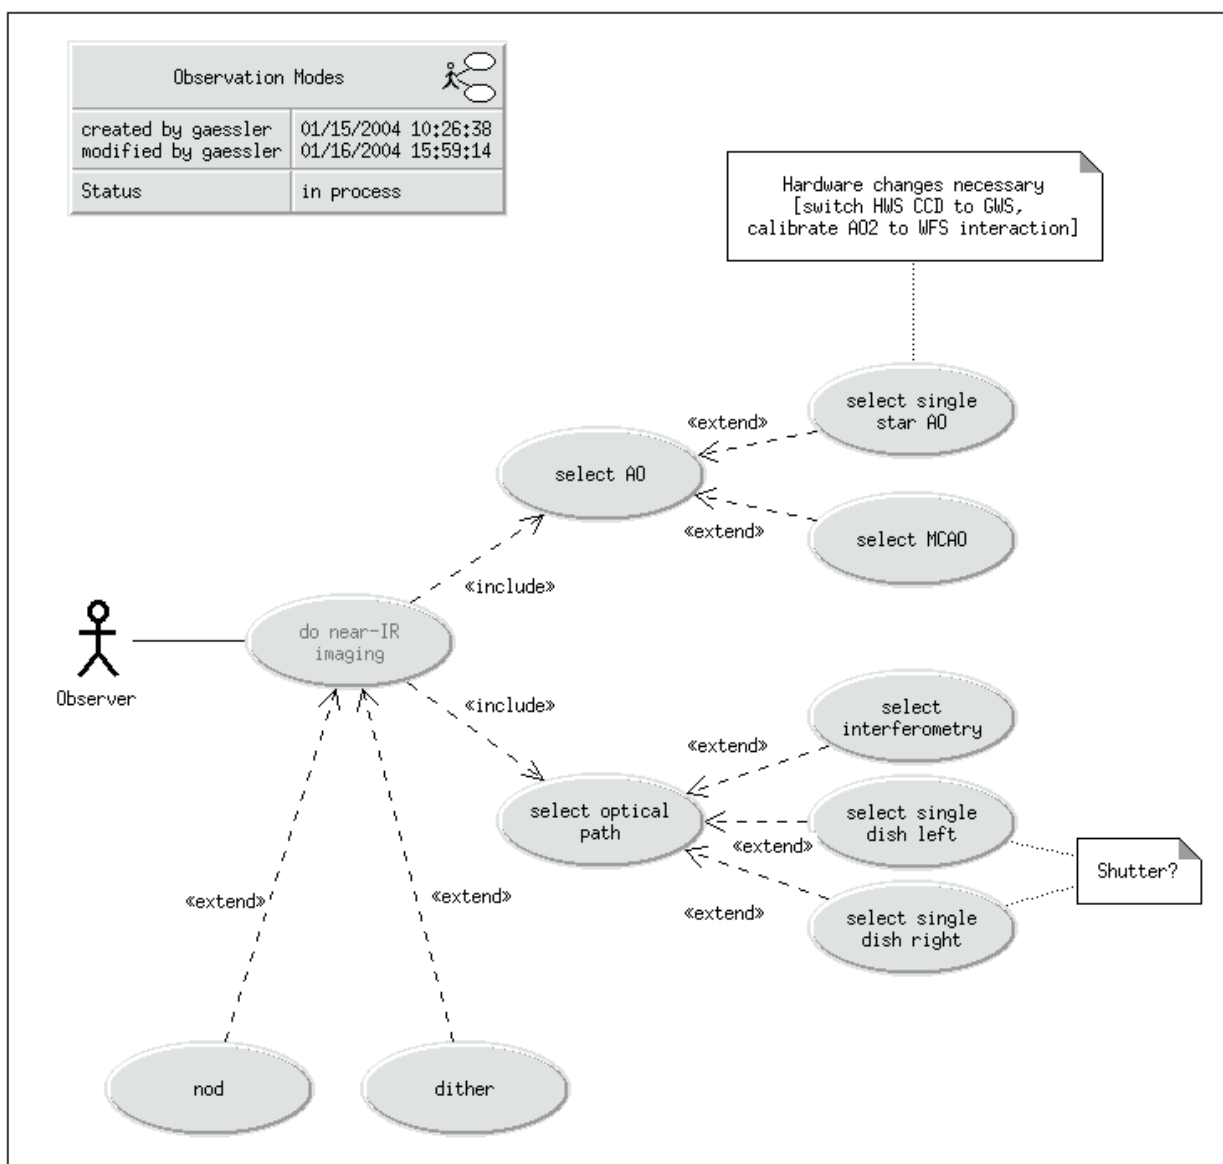 Observation Modes
created by gaessler 01/15/2004 10:26:38
modified by gaessler 01/16/2004 15:59:14
Status in process
Hardware changes necessary
[switch HWS CCD to GWS,
calibrate AO2 to WFS interaction]
select single
star AO
«extend»
select AO
«extend»
select MCAO
«include»
do near-IR
imaging
Observer
«include»
select
interferometry
«extend»
select optical
path
select single
dish left
«extend»
Shutter?
«extend»
select single
dish right
«extend»
«extend»
nod
dither